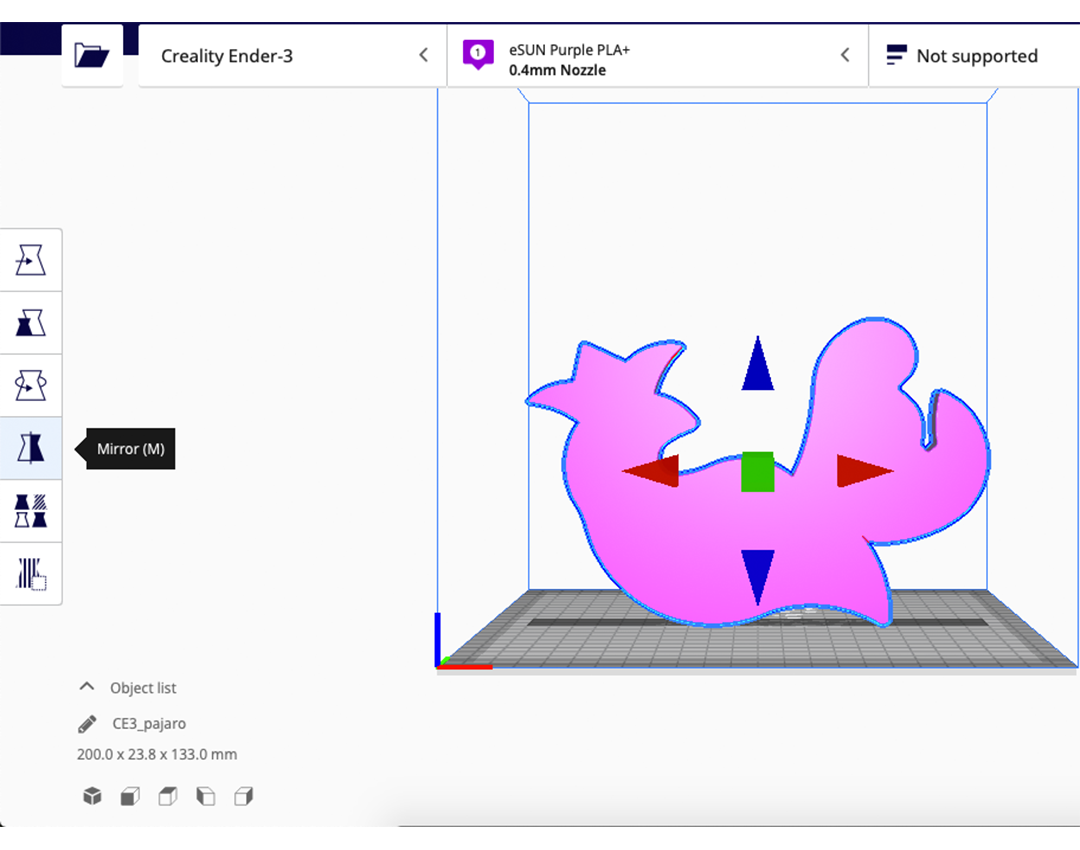 Creality Ender-3
1
eSUN Purple PLA+
0.4mm Nozzle
Not supported
Mirror (M)
Object list
CE3_pajaro
200.0 x 23.8 x 133.0 mm